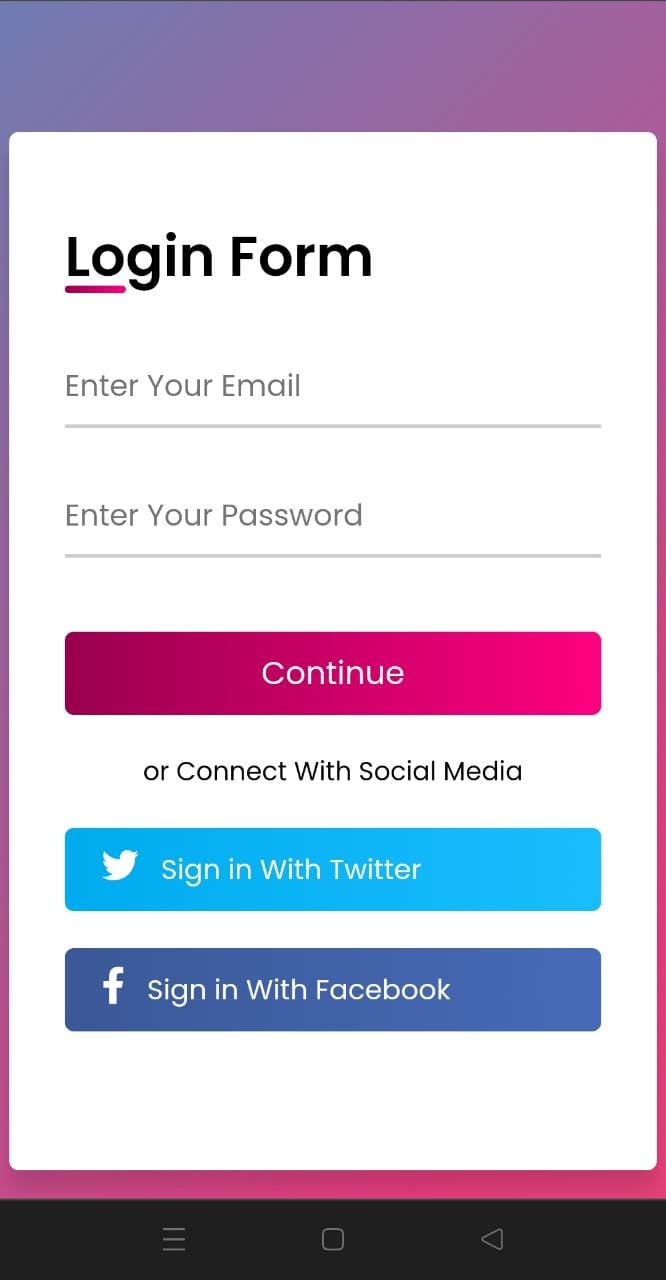 Login Form
Enter Your Email
Enter Your Password
Continue
or Connect With Social Media
Sign in With Twitter
Sign in With Facebook